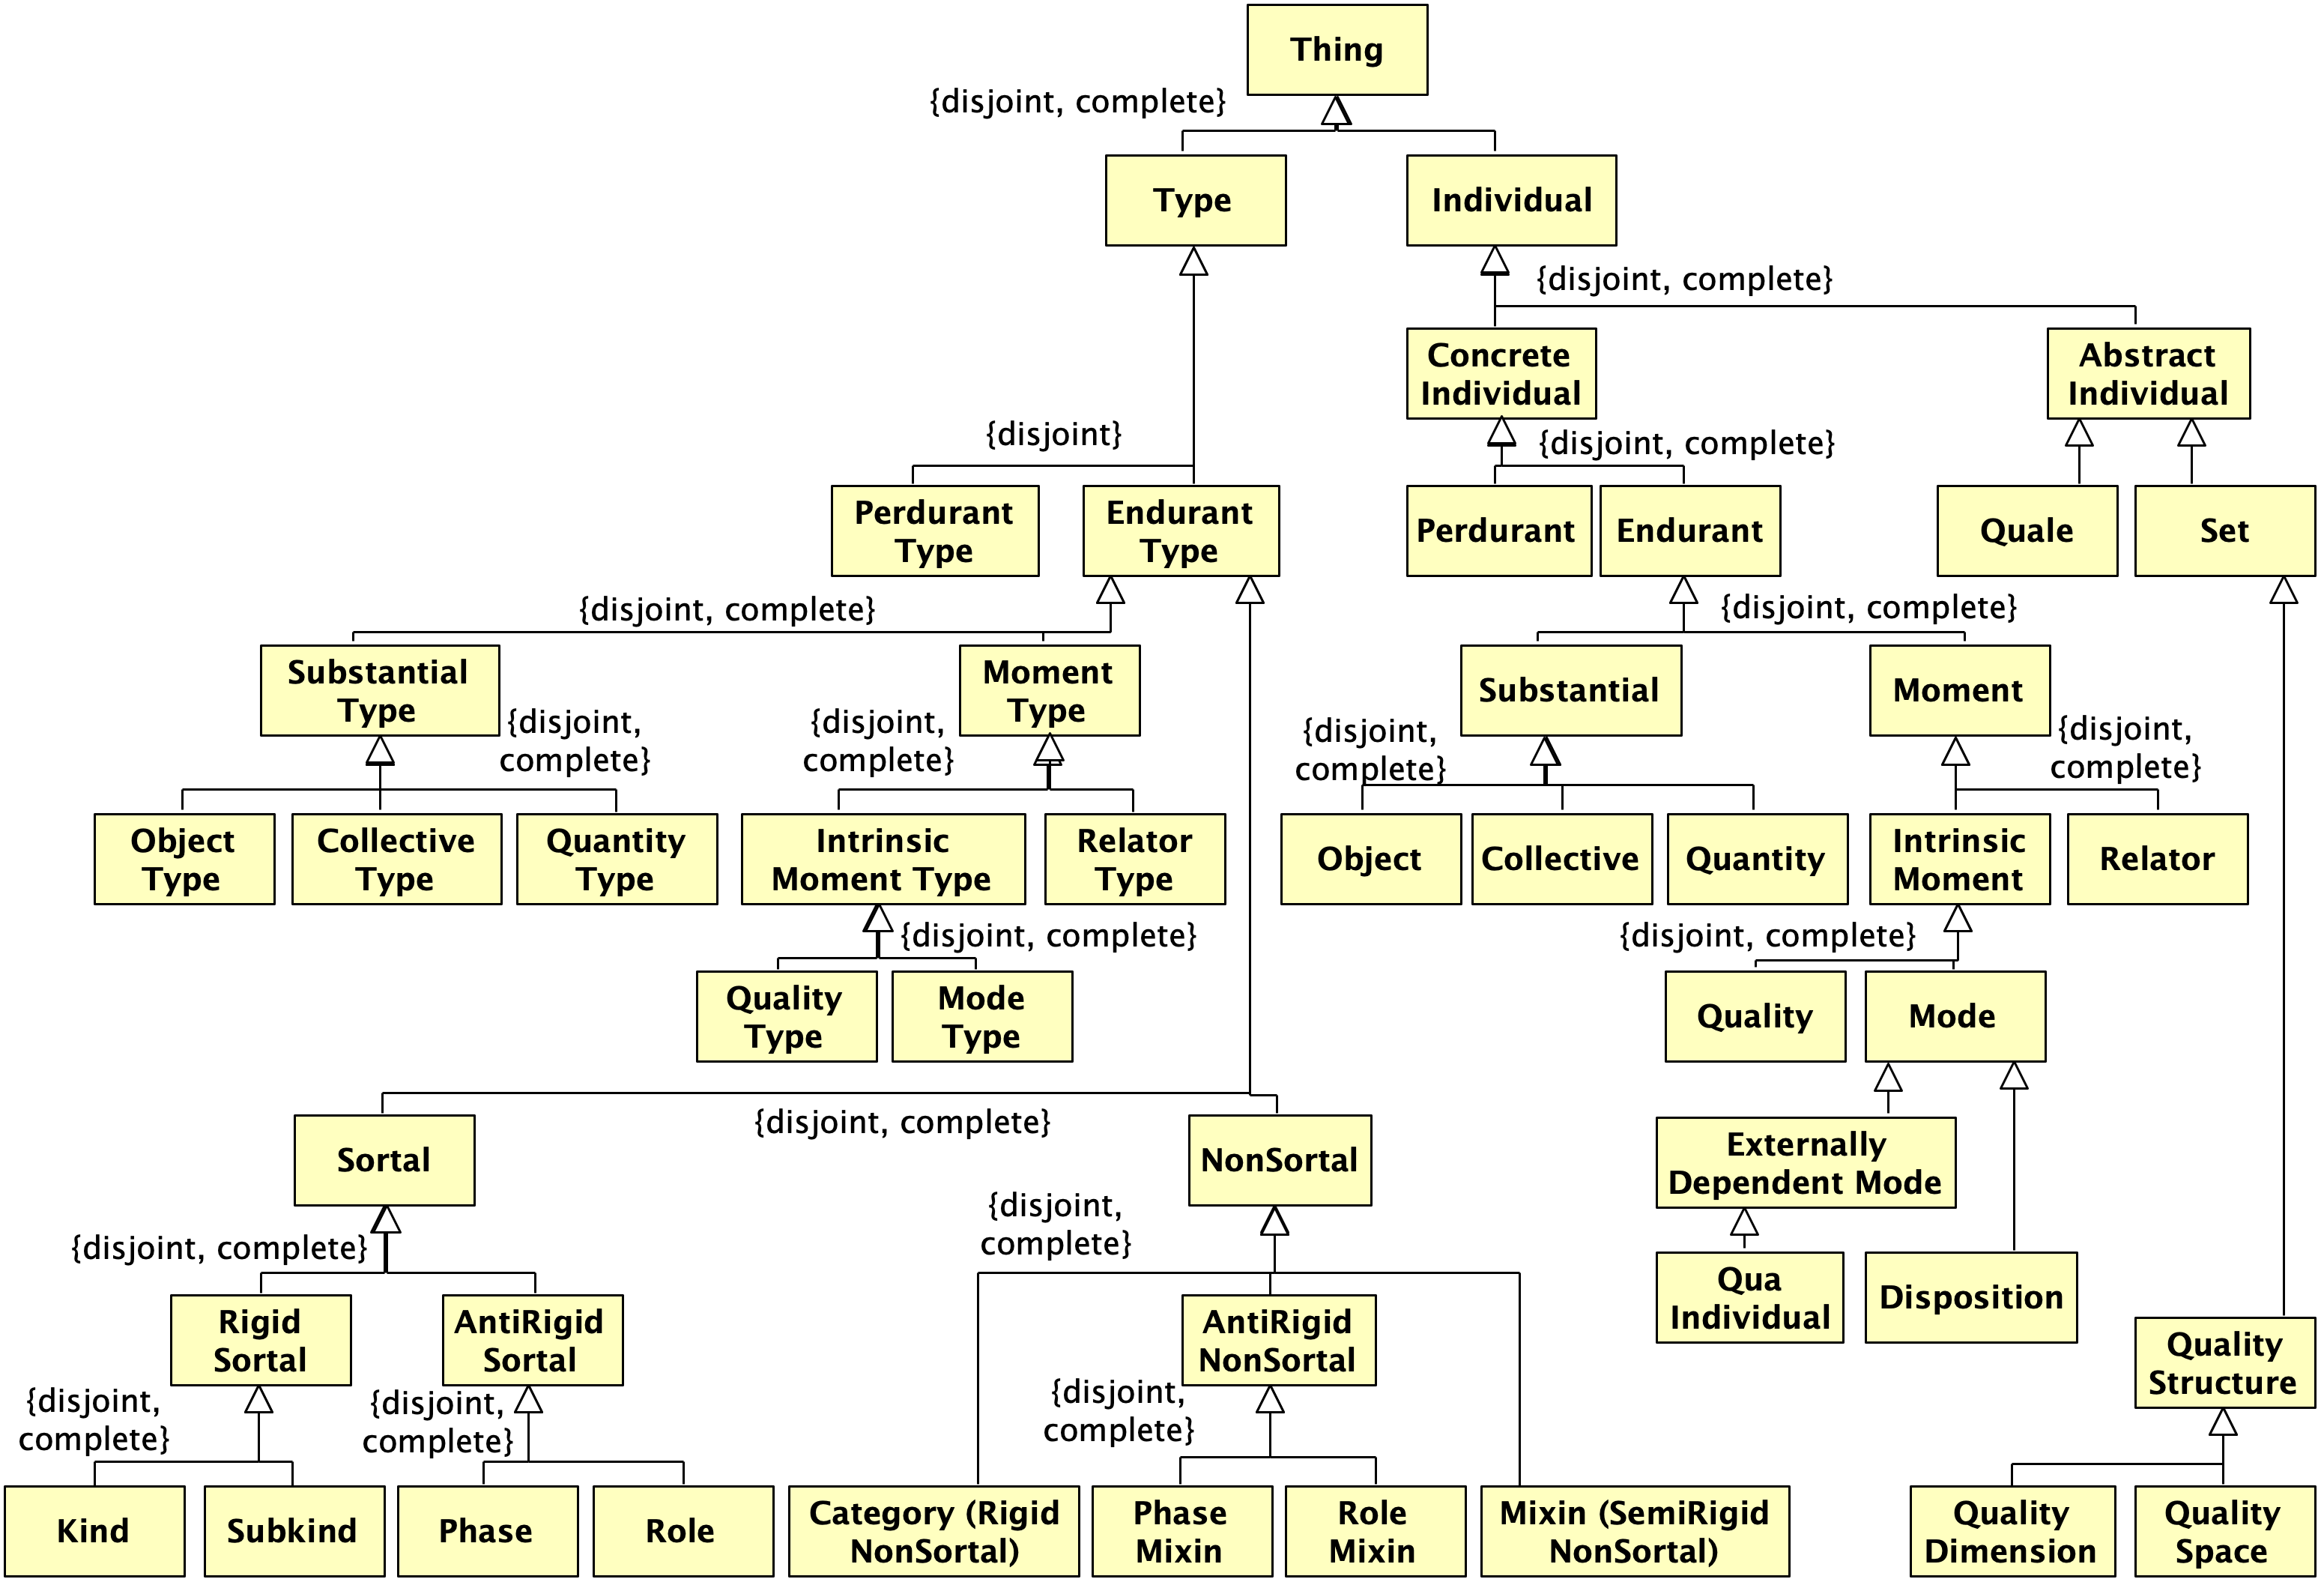 Thing
{disjoint, complete}
Type
Individual
{disjoint, complete}
Concrete
Individual
Abstract
Individual
{disjoint}
{disjoint, complete}
Perdurant
Type
Endurant
Type
Perdurant
Endurant
Quale
Set
{disjoint, complete}
{disjoint, complete}
Substantial
Type
Moment
Type
Substantial
Moment
{disjoint,
complete}
{disjoint,
complete}
{disjoint,
complete}
{disjoint,
complete}
Object
Type
Collective
Type
Quantity
Type
Intrinsic
Moment Type
Relator
Type
Object
Collective
Quantity
Intrinsic
Moment
Relator
{disjoint, complete}
{disjoint, complete}
Quality
Type
Mode
Type
Quality
Mode
{disjoint, complete}
Sortal
NonSortal
Externally
Dependent Mode
{disjoint, complete}
{disjoint,
complete}
Qua
Individual
Disposition
Rigid
Sortal
AntiRigid
Sortal
AntiRigid
NonSortal
Quality
Structure
{disjoint,
complete}
{disjoint,
complete}
{disjoint,
complete}
Kind
Subkind
Phase
Role
Category (Rigid
NonSortal)
Phase
Mixin
Role
Mixin
Mixin (SemiRigid
NonSortal)
Quality
Dimension
Quality
Space